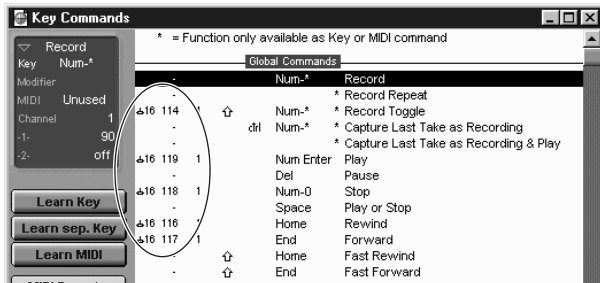 Key Commands
* = Function only available as Key or MIDI command
Global Commands
Record
Key Num-*
Modifier
MIDI Unused
Channel 1
-1- 90
-2- off
Learn Key
Learn sep. Key
Learn MIDI
- Num-* Record
- * Record Repeat
16 114 1 ⇧ Num-* * Record Toggle
- ctrl Num-* * Capture Last Take as Recording
- * Capture Last Take as Recording & Play
16 119 1 Num Enter Play
- Del Pause
16 118 1 Num-0 Stop
- Space Play or Stop
16 116 1 Home Rewind
16 117 1 End Forward
- ⇧ Home Fast Rewind
- ⇧ End Fast Forward